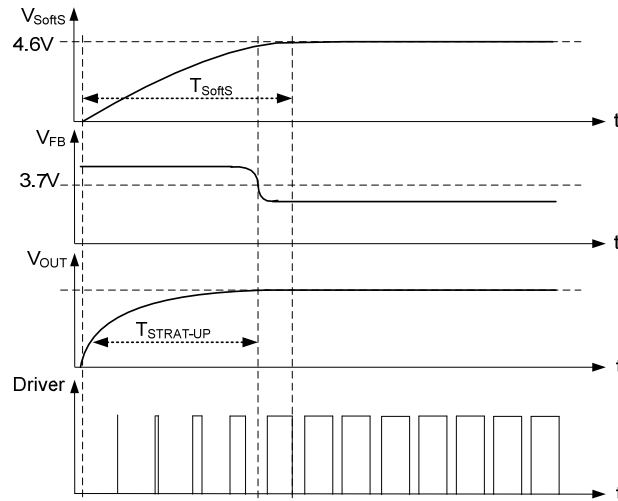 V_SoftS
4.6V
T_SoftS
t
V_FB
3.7V
t
V_OUT
T_STRAT-UP
t
Driver
t